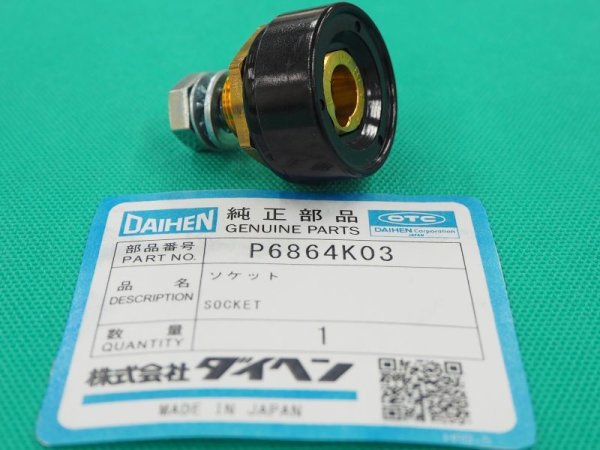 DAIHEN 純正部品 OTC
GENUINE PARTS DAIHEN Corporation
JAPAN
部品番号
PART NO. P6864K03
品名 ソケット
DESCRIPTION SOCKET
数量
QUANTITY 1
株式会社 ダイヘン
MADE IN JAPAN